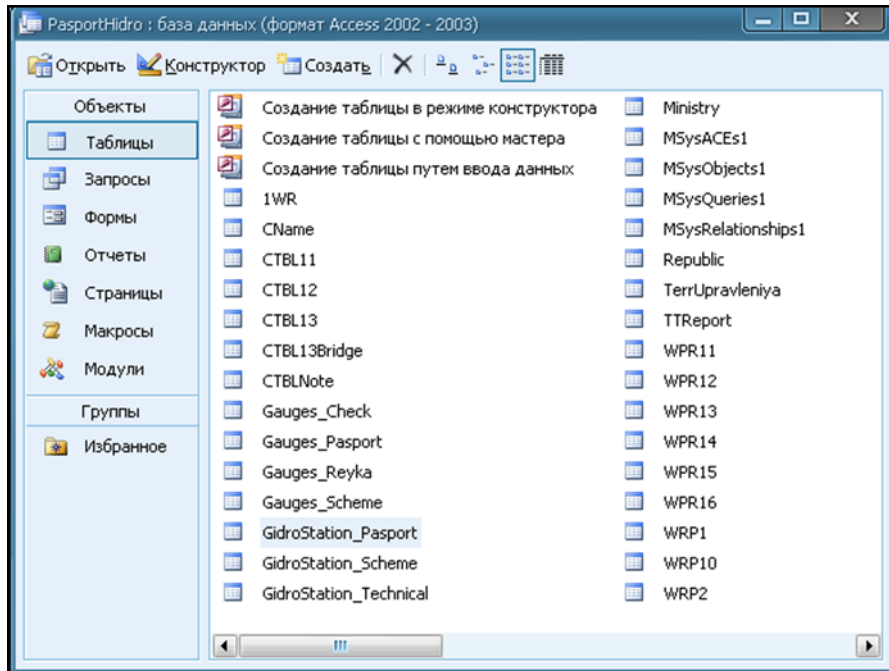 PasportHidro : база данных (формат Access 2002 - 2003)
Открыть Конструктор Создать
Объекты
Таблицы
Запросы
Формы
Отчеты
Страницы
Макросы
Модули
Группы
Избранное
Создание таблицы в режиме конструктора
Создание таблицы с помощью мастера
Создание таблицы путем ввода данных
1WR
CName
CTBL11
CTBL12
CTBL13
CTBL13Bridge
CTBLNote
Gauges_Check
Gauges_Pasport
Gauges_Reyka
Gauges_Scheme
GidroStation_Pasport
GidroStation_Scheme
GidroStation_Technical
Ministry
MSysACEs1
MSysObjects1
MSysQueries1
MSysRelationships1
Republic
TerrUpravleniya
TTReport
WPR11
WPR12
WPR13
WPR14
WPR15
WPR16
WRP1
WRP10
WRP2